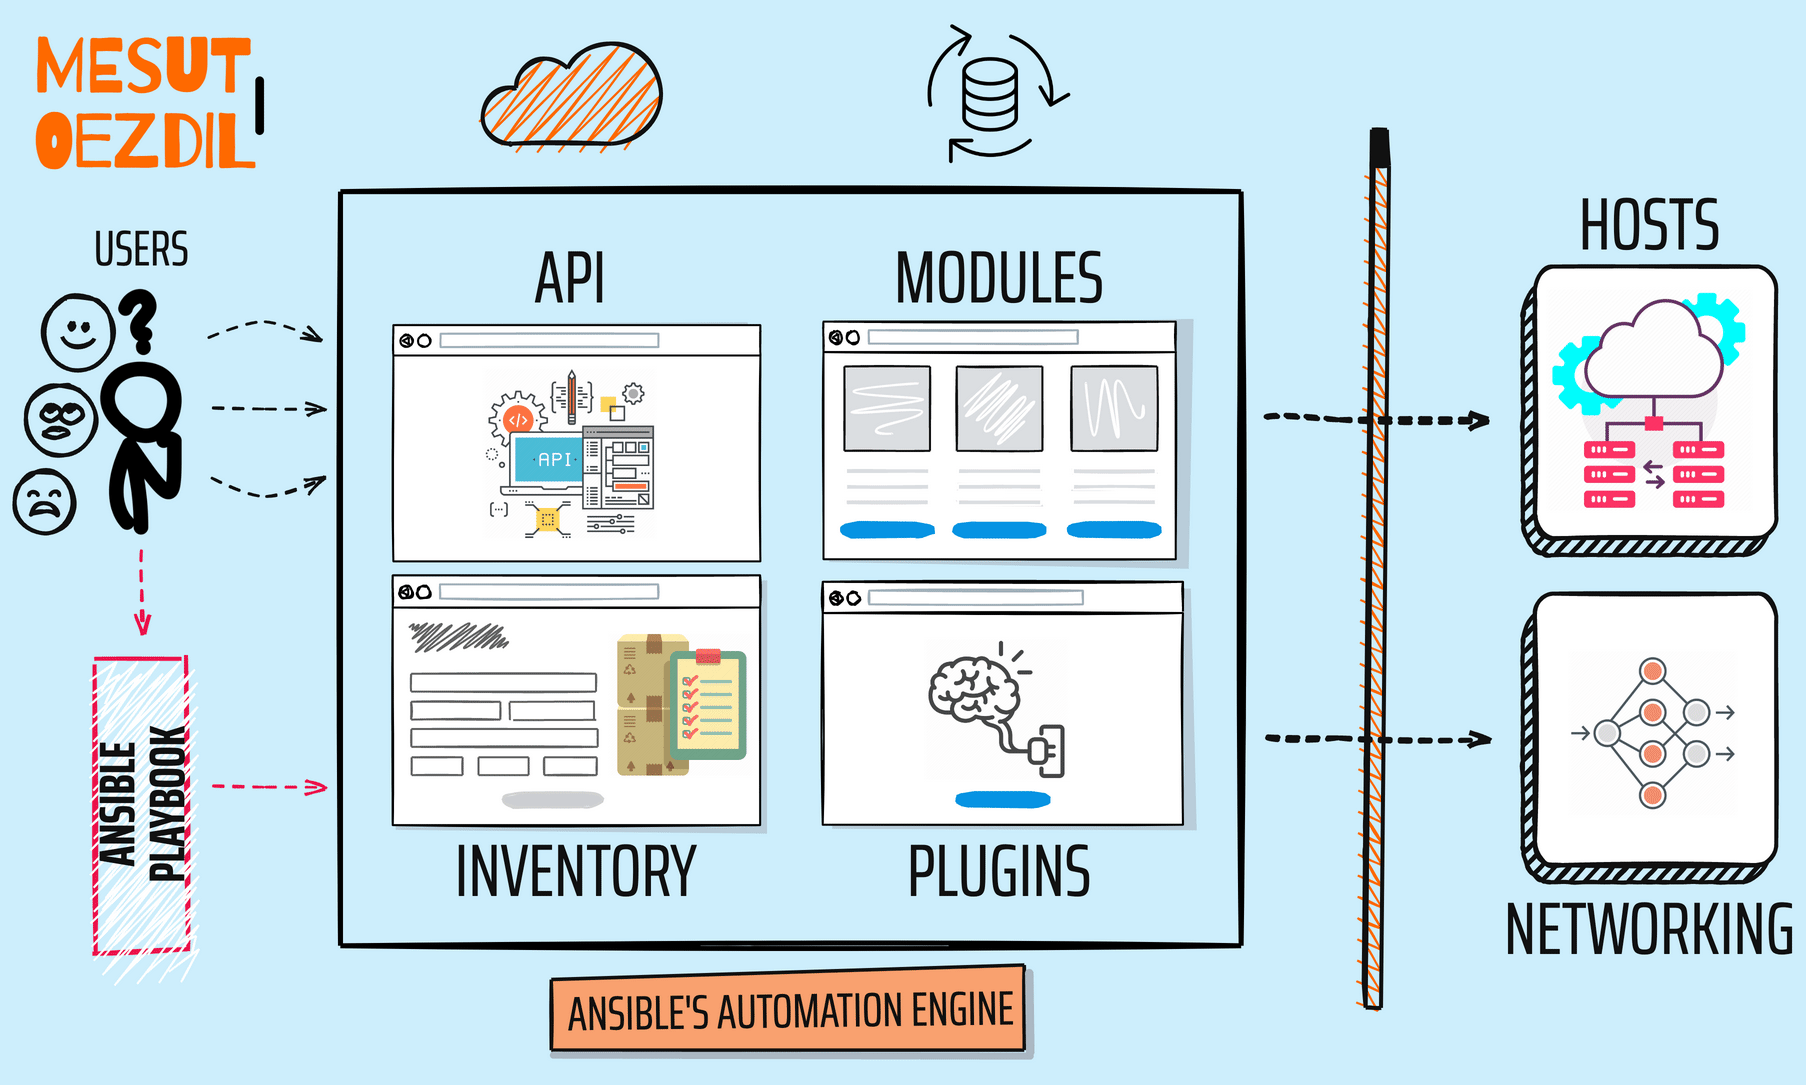 MESUT
OEZDIL
USERS
API
MODULES
HOSTS
</>
API
ANSIBLE
PLAYBOOK
INVENTORY
PLUGINS
NETWORKING
ANSIBLE'S AUTOMATION ENGINE